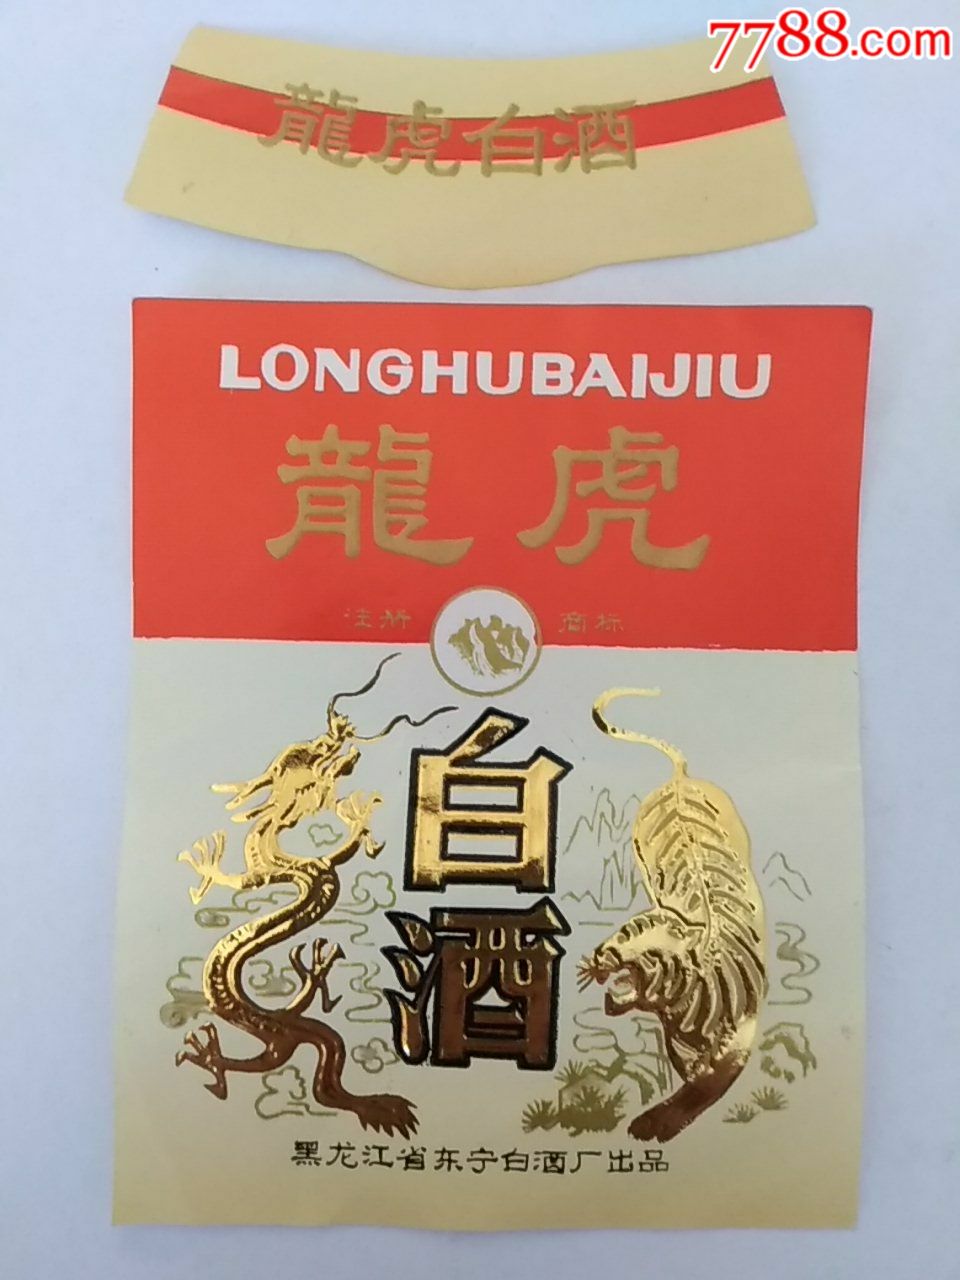 7788.com
龍虎白酒
LONGHUBAIJIU
龍虎
注册 商标
白酒
黑龙江省东宁白酒厂出品